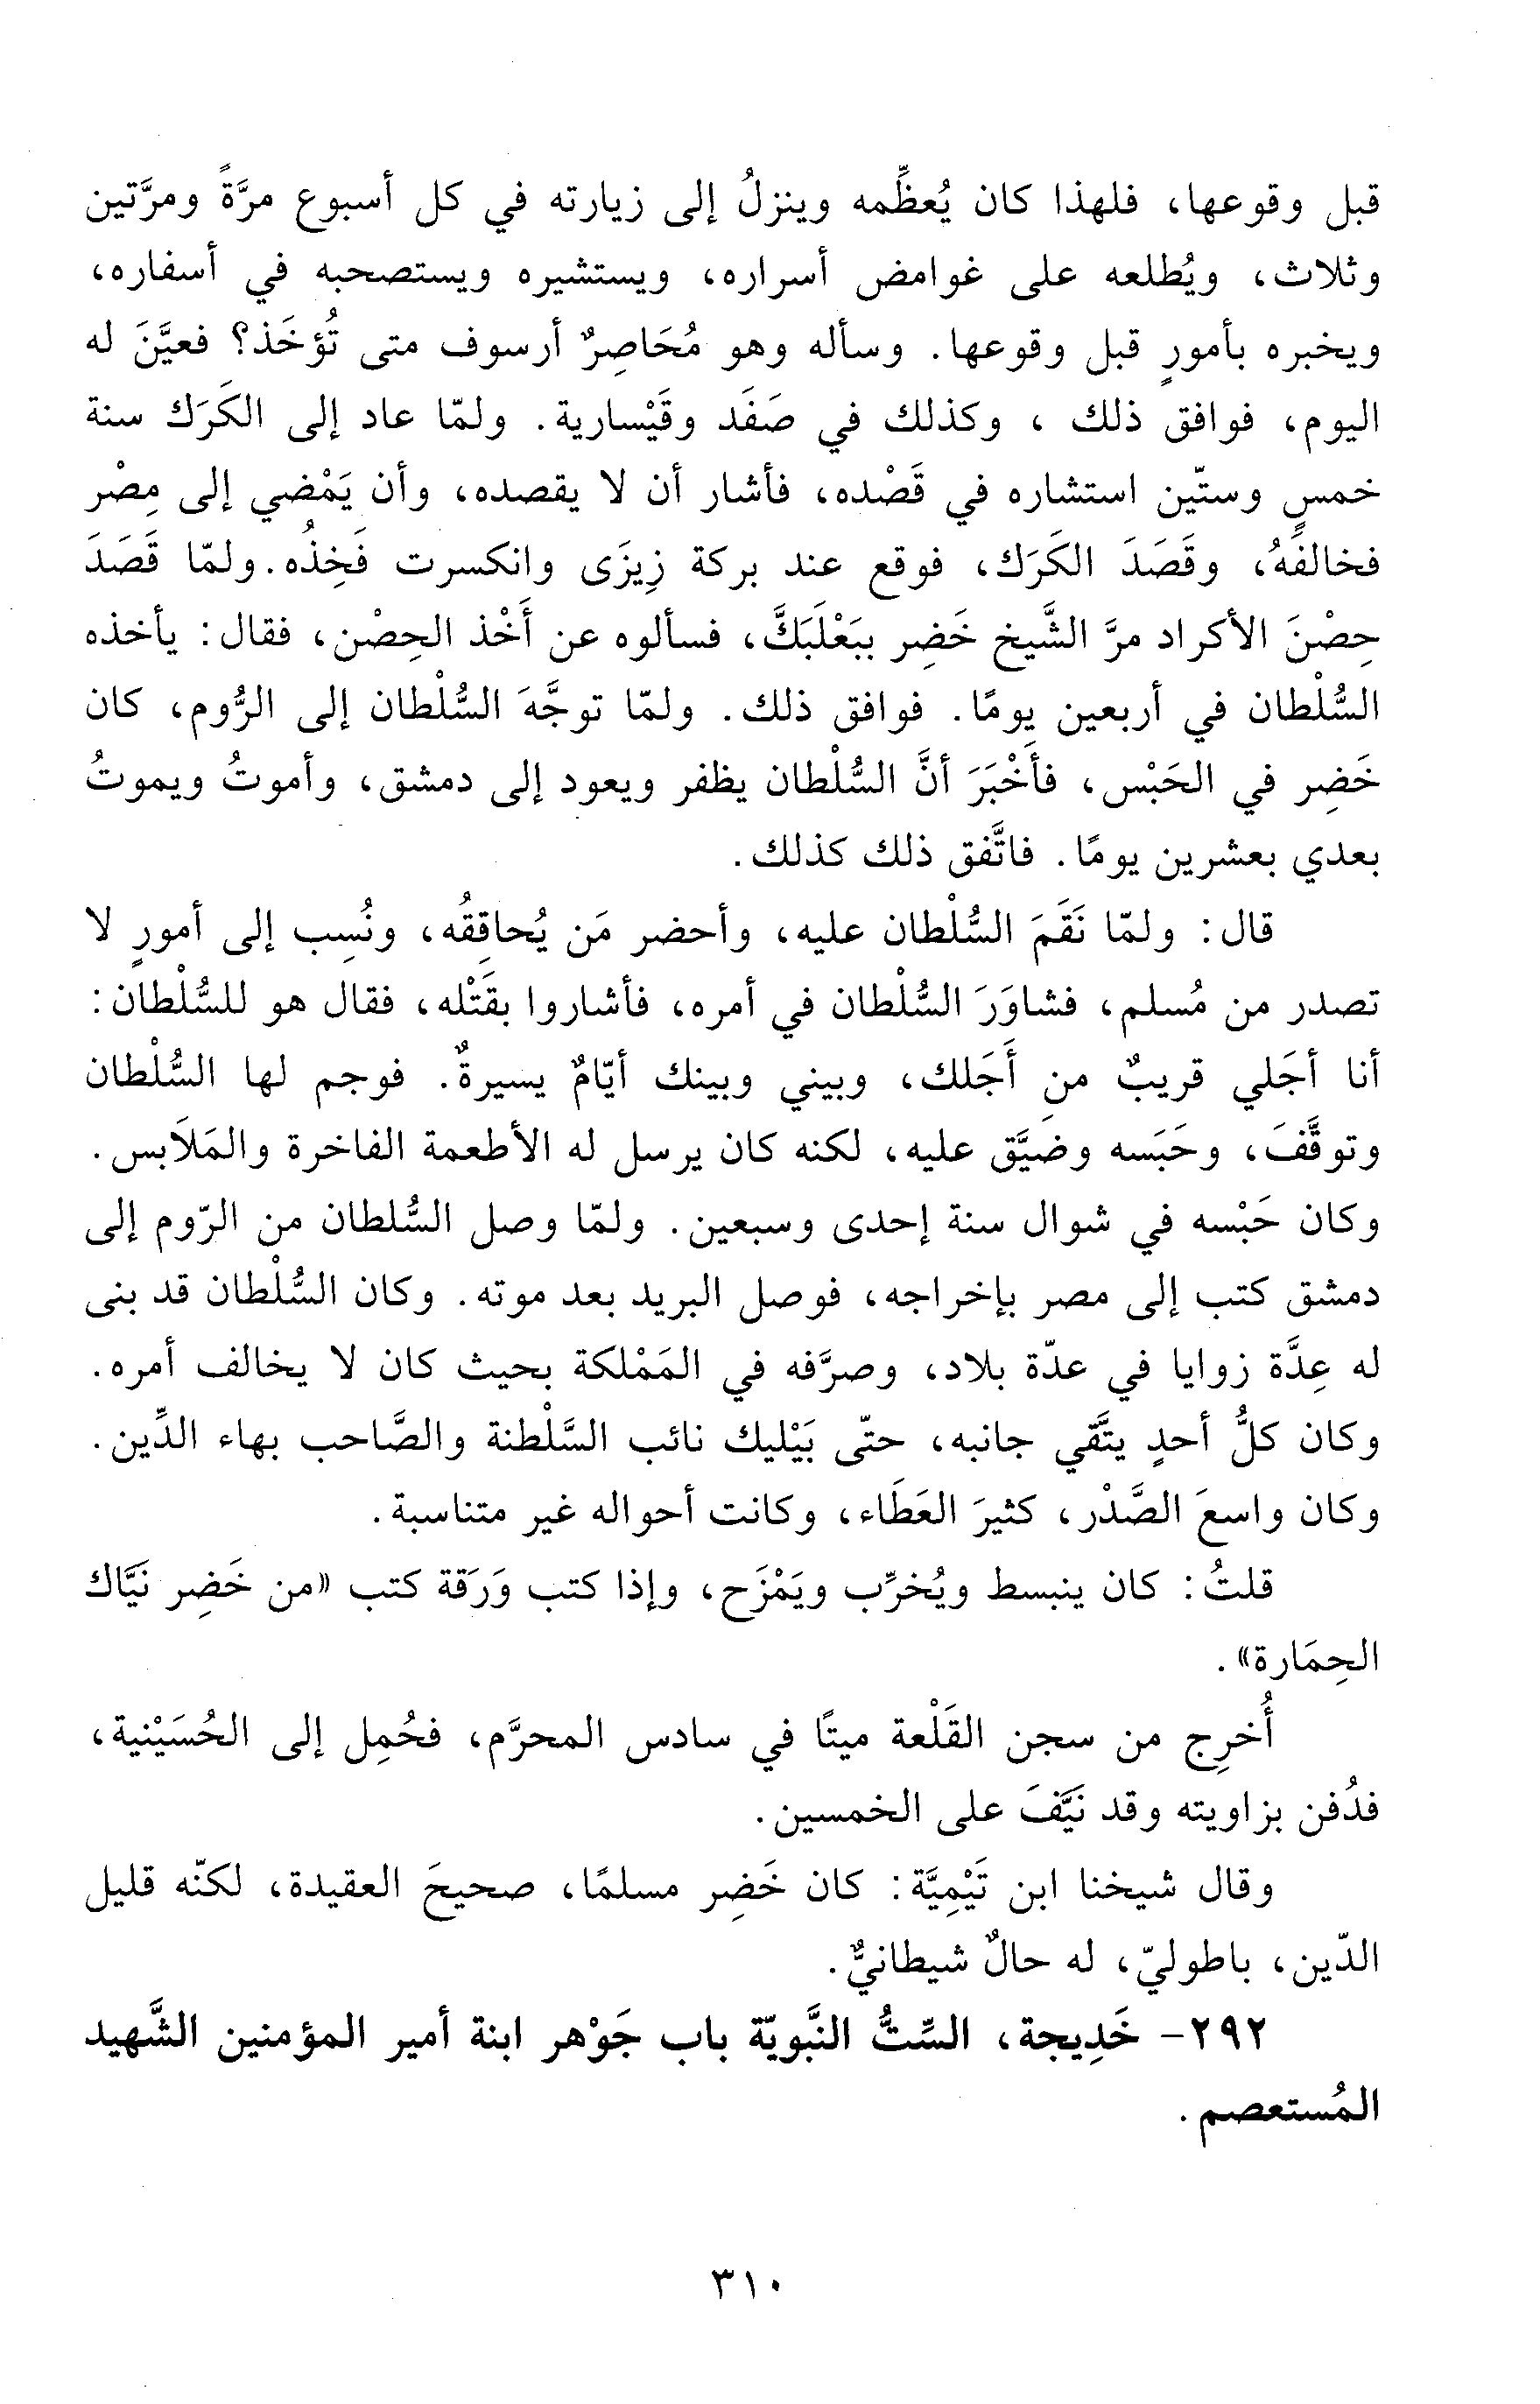 قبل وقوعها، فلهذا كان يُعظِّمه وينزلُ إلى زيارته في كل أسبوع مرَّةً ومرَّتين
وثلاث، ويُطلعه على غوامض أسراره، ويستشيره ويستصحبه في أسفاره،
ويخبره بأمورٍ قبل وقوعها. وسأله وهو مُحَاصِرٌ أرسوف متى تُؤخَذ؟ فعيَّنَ له
اليوم، فوافق ذلك ، وكذلك في صَفَد وقَيْسارية. ولمّا عاد إلى الكَرَك سنة
خمسٍ وستّين استشاره في قَصْده، فأشار أن لا يقصده، وأن يَمْضي إلى مِصْر
فخالفَهُ، وقَصَدَ الكَرَك، فوقع عند بركة زِيزَى وانكسرت فَخِذُه. ولمّا قَصَدَ
حِصْنَ الأكراد مرَّ الشَّيخ خَضِر ببَعْلَبَكَّ، فسألوه عن أَخْذ الحِصْن، فقال: يأخذه
السُّلْطان في أربعين يومًا. فوافق ذلك. ولمّا توجَّهَ السُّلْطان إلى الرُّوم، كان
خَضِر في الحَبْس، فأَخْبَرَ أنَّ السُّلْطان يظفر ويعود إلى دمشق، وأموتُ ويموتُ
بعدي بعشرين يومًا. فاتَّفق ذلك كذلك.
قال: ولمّا نَقَمَ السُّلْطان عليه، وأحضر مَن يُحاقِقُه، ونُسِب إلى أمورٍ لا
تصدر من مُسلم، فشاوَرَ السُّلْطان في أمره، فأشاروا بقَتْله، فقال هو للسُّلْطان:
أنا أجَلي قريبٌ من أَجَلك، وبيني وبينك أيّامٌ يسيرةٌ. فوجم لها السُّلْطان
وتوقَّفَ، وحَبَسه وضيَّق عليه، لكنه كان يرسل له الأطعمة الفاخرة والمَلاَبس.
وكان حَبْسه في شوال سنة إحدى وسبعين. ولمّا وصل السُّلطان من الرّوم إلى
دمشق كتب إلى مصر بإخراجه، فوصل البريد بعد موته. وكان السُّلْطان قد بنى
له عِدَّة زوايا في عدّة بلاد، وصرَّفه في المَمْلكة بحيث كان لا يخالف أمره.
وكان كلُّ أحدٍ يتَّقي جانبه، حتّى بَيْليك نائب السَّلْطنة والصَّاحب بهاء الدِّين.
وكان واسعَ الصَّدْر، كثيرَ العَطَاء، وكانت أحواله غير متناسبة.
قلتُ: كان ينبسط ويُخرِّب ويَمْزَح، وإذا كتب وَرَقة كتب «من خَضِر نَيَّاك
الحِمَارة».
أُخرِج من سجن القَلْعة ميتًا في سادس المحرَّم، فحُمِل إلى الحُسَيْنية،
فدُفن بزاويته وقد نَيَّفَ على الخمسين.
وقال شيخنا ابن تَيْمِيَّة: كان خَضِر مسلمًا، صحيحَ العقيدة، لكنّه قليل
الدّين، باطوليّ، له حالٌ شيطانيٌّ.
٢٩٢- خَدِيجة، السِّتُّ النَّبويّة باب جَوْهر ابنة أمير المؤمنين الشَّهيد
المُستعصم.
٣١٠